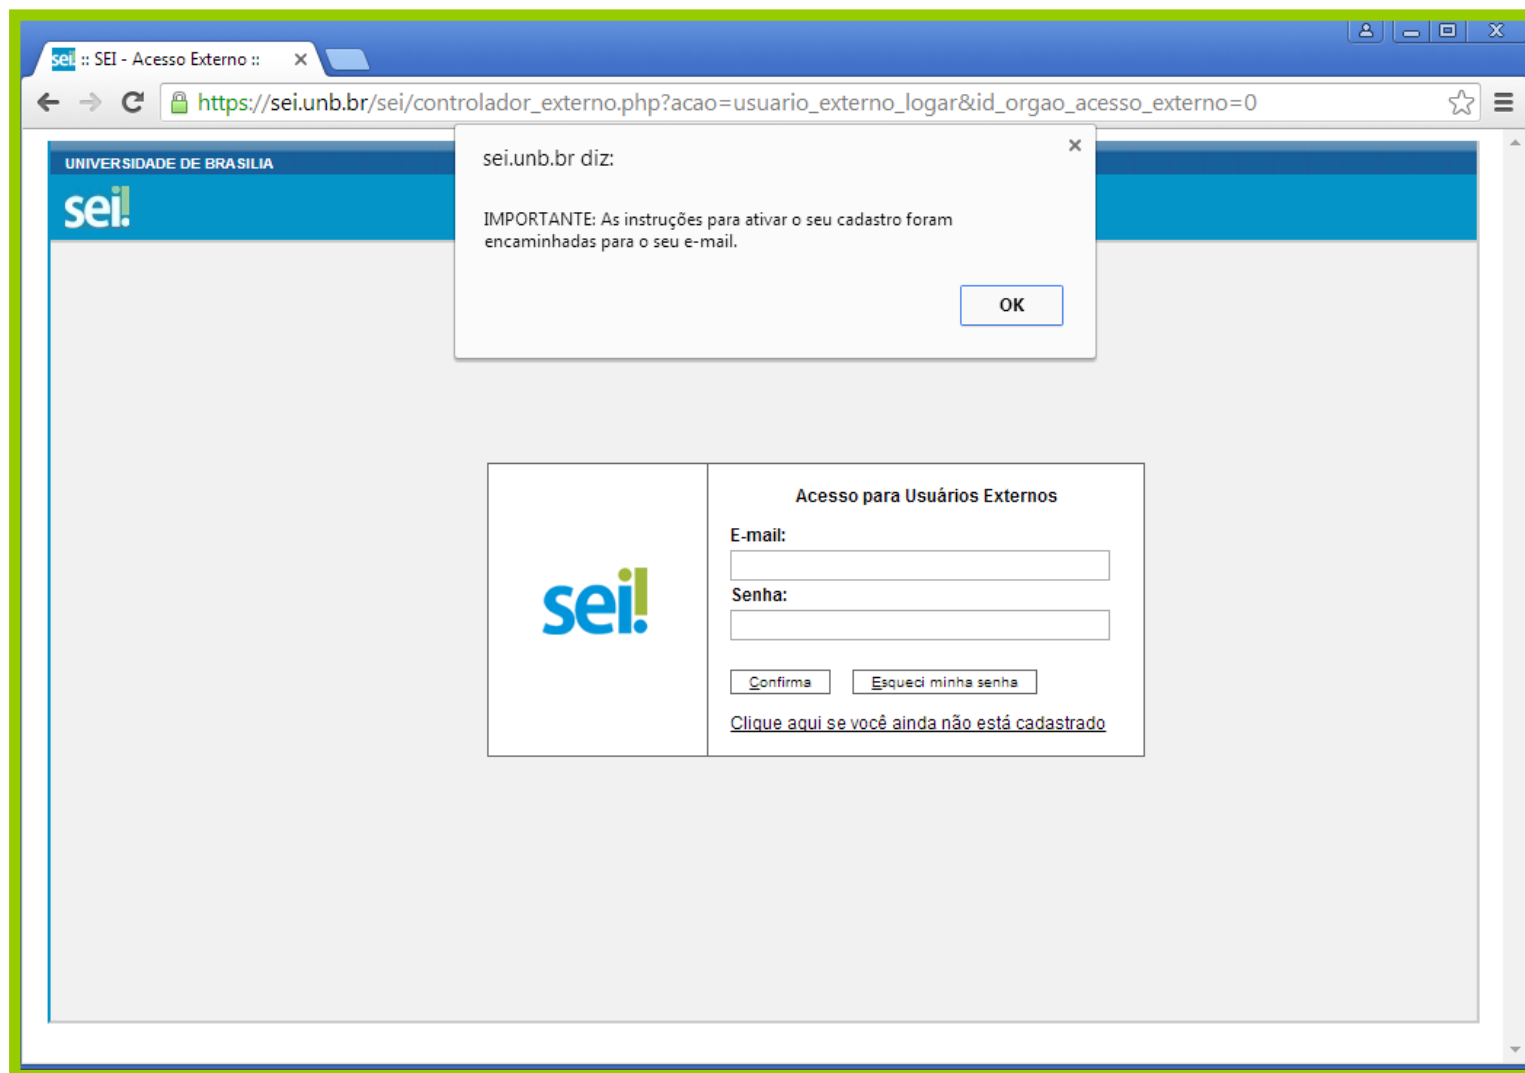 sei! :: SEI - Acesso Externo ::
https://sei.unb.br/sei/controlador_externo.php?acao=usuario_externo_logar&id_orgao_acesso_externo=0
UNIVERSIDADE DE BRASILIA
sei!
sei.unb.br diz:
IMPORTANTE: As instruções para ativar o seu cadastro foram
encaminhadas para o seu e-mail.
OK
sei!
Acesso para Usuários Externos
E-mail:
Senha:
Confirma Esqueci minha senha
Clique aqui se você ainda não está cadastrado